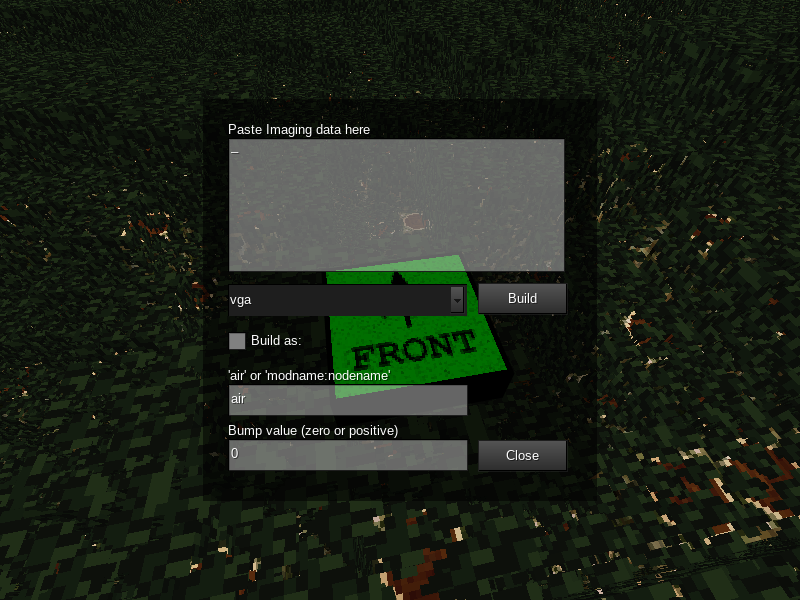 Paste Imaging data here
vga
Build
Build as:
FRONT
'air' or 'modname:nodename'
air
Bump value (zero or positive)
0
Close